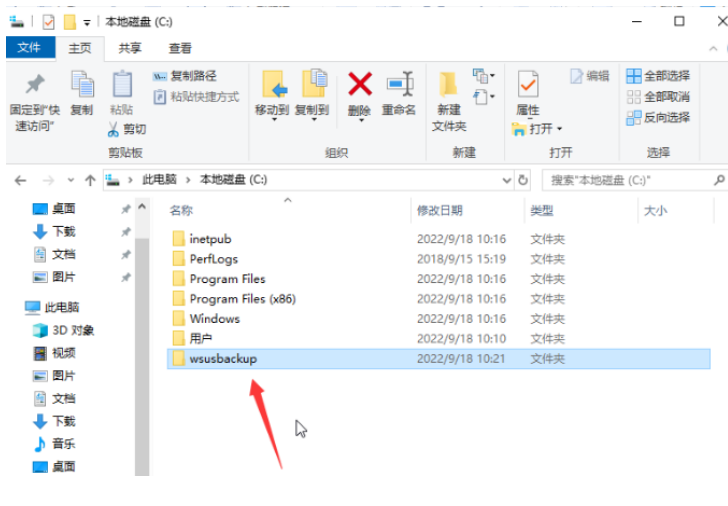 本地磁盘 (C:)
文件 主页 共享 查看
固定到"快速访问"
复制
粘贴
复制路径
粘贴快捷方式
剪切
移动到 复制到 删除 重命名
新建
文件夹
属性
打开
编辑
全部选择
全部取消
反向选择
剪贴板 组织 新建 打开 选择
此电脑 › 本地磁盘 (C:)
搜索"本地磁盘 (C:)"
桌面
下载
文档
图片
此电脑
3D 对象
视频
图片
文档
下载
音乐
桌面
名称 修改日期 类型 大小
inetpub 2022/9/18 10:16 文件夹
PerfLogs 2018/9/15 15:19 文件夹
Program Files 2022/9/18 10:16 文件夹
Program Files (x86) 2022/9/18 10:16 文件夹
Windows 2022/9/18 10:16 文件夹
用户 2022/9/18 10:10 文件夹
wsusbackup 2022/9/18 10:21 文件夹